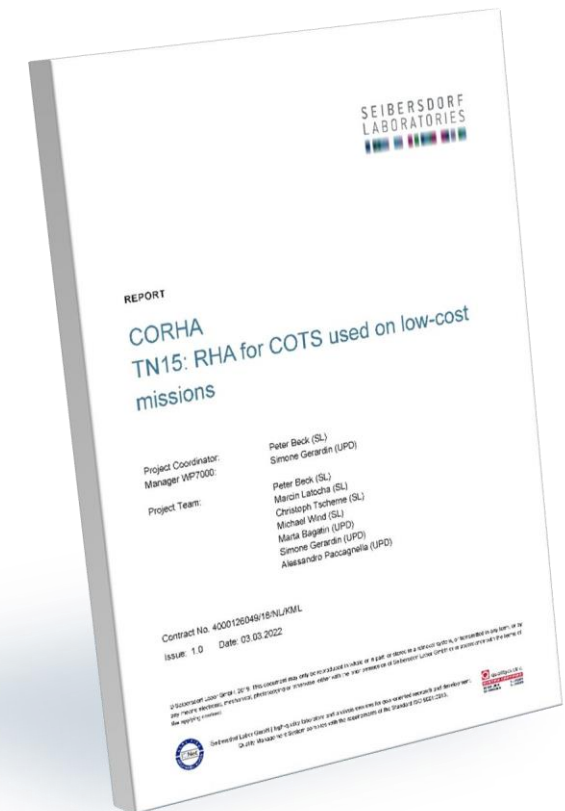 SEIBERSDORF
LABORATORIES
REPORT
CORHA
TN15: RHA for COTS used on low-cost
missions
Project Coordinator: Peter Beck (SL)
Manager WP7000: Simone Gerardin (UPD)
Project Team: Peter Beck (SL)
Marcin Latocha (SL)
Christoph Tscherne (SL)
Michael Wind (SL)
Marta Bagatin (UPD)
Simone Gerardin (UPD)
Alessandro Paccagnella (UPD)
Contract No. 4000126049/18/NL/KML
Issue: 1.0 Date: 03.03.2022